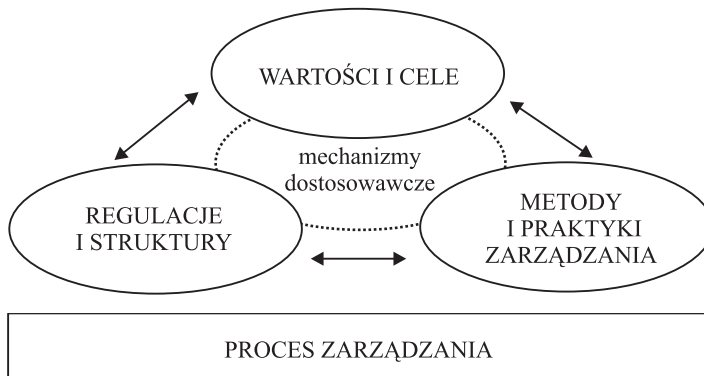 WARTOŚCI I CELE
mechanizmy
dostosowawcze
REGULACJE
I STRUKTURY
METODY
I PRAKTYKI
ZARZĄDZANIA
PROCES ZARZĄDZANIA